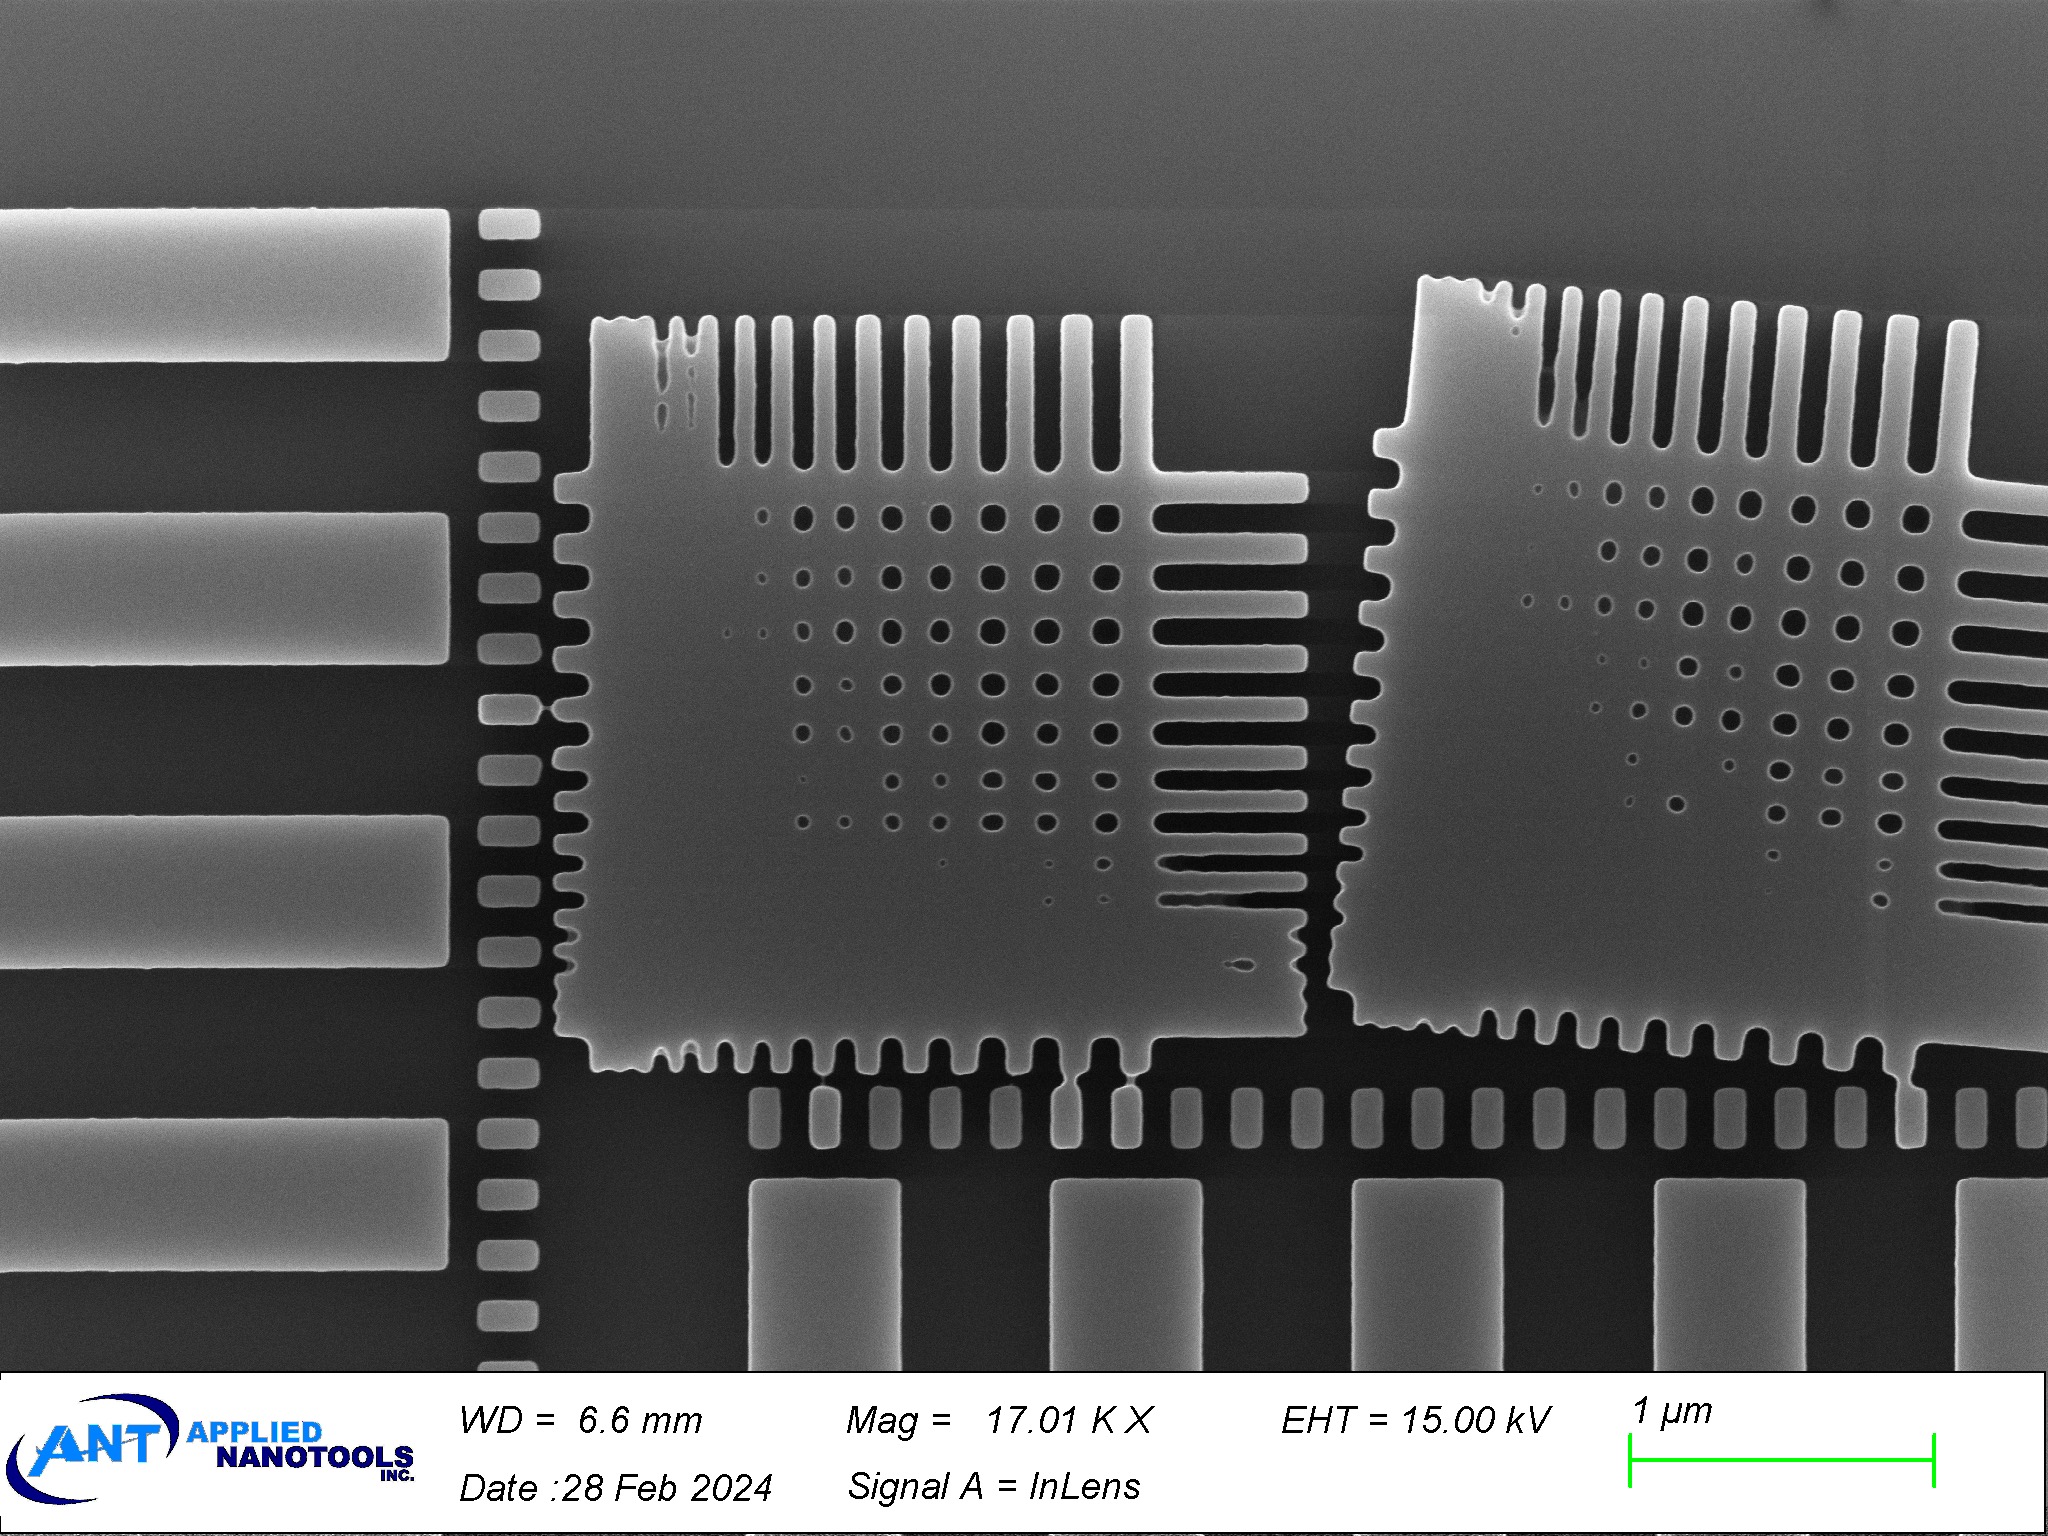 ANT APPLIED NANOTOOLS INC.
WD = 6.6 mm
Mag = 17.01 K X
EHT = 15.00 kV
1 µm
Date :28 Feb 2024
Signal A = InLens